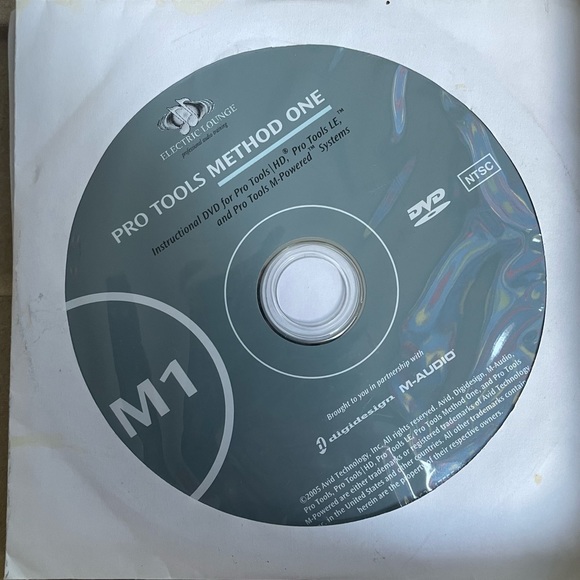 ELECTRIC LOUNGE
professional audio training
PRO TOOLS METHOD ONE
Instructional DVD for Pro Tools|HD,® Pro Tools LE,™
and Pro Tools M-Powered™ Systems
DVD
NTSC
M1
Brought to you in partnership with
digidesign M-AUDIO
©2005 Avid Technology, Inc. All rights reserved. Avid, Digidesign, M-Audio,
Pro Tools, Pro Tools|HD, Pro Tools LE, Pro Tools Method One, and Pro Tools
M-Powered are either trademarks or registered trademarks of Avid Technology
in the United States and other countries. All other trademarks contained
herein are the property of their respective owners.